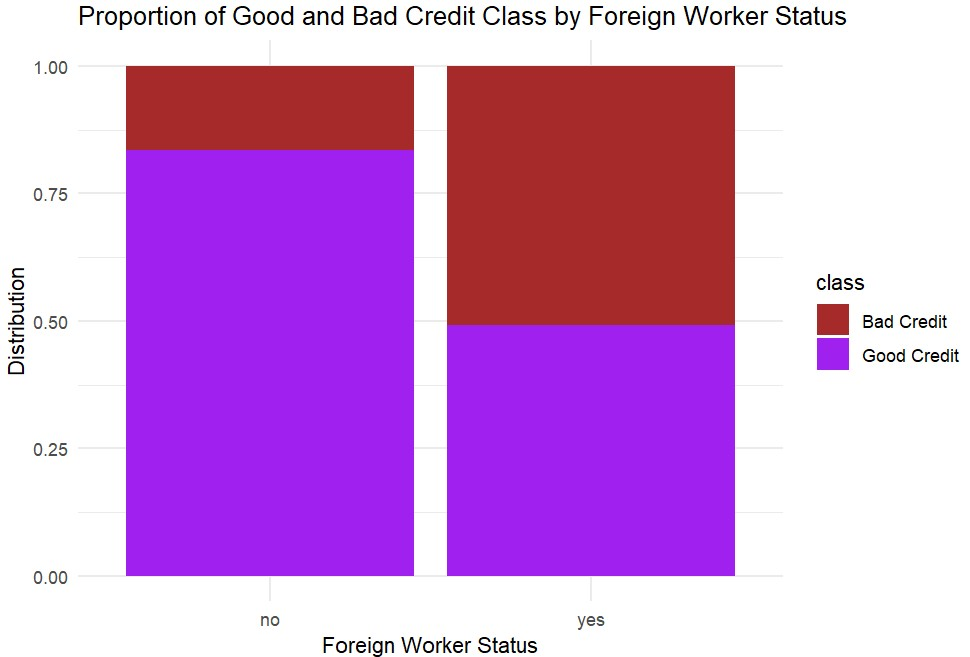 Proportion of Good and Bad Credit Class by Foreign Worker Status
1.00
0.75
0.50
0.25
0.00
Distribution
no
yes
Foreign Worker Status
class
Bad Credit
Good Credit